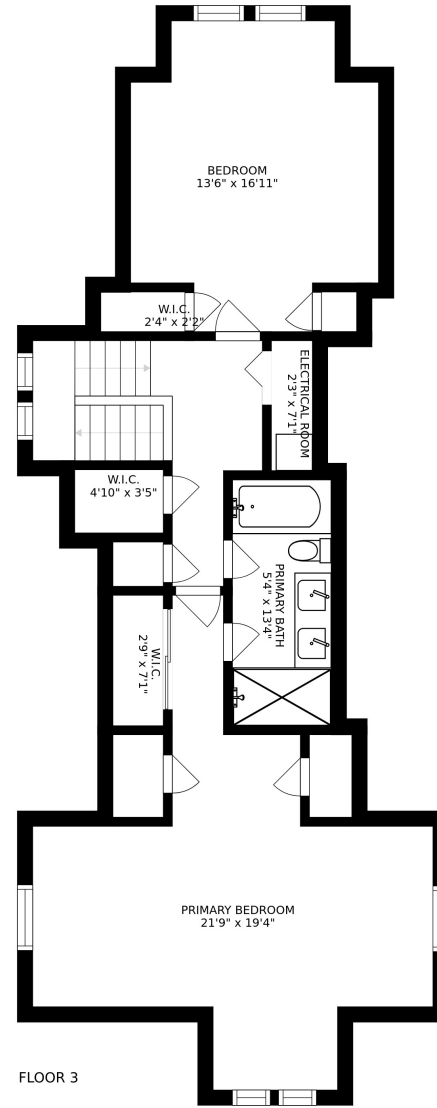 BEDROOM
13'6" x 16'11"
W.I.C.
2'4" x 2'2"
ELECTRICAL ROOM
2'3" x 7'1"
W.I.C.
4'10" x 3'5"
PRIMARY BATH
5'4" x 13'4"
W.I.C.
2'9" x 7'1"
PRIMARY BEDROOM
21'9" x 19'4"
FLOOR 3